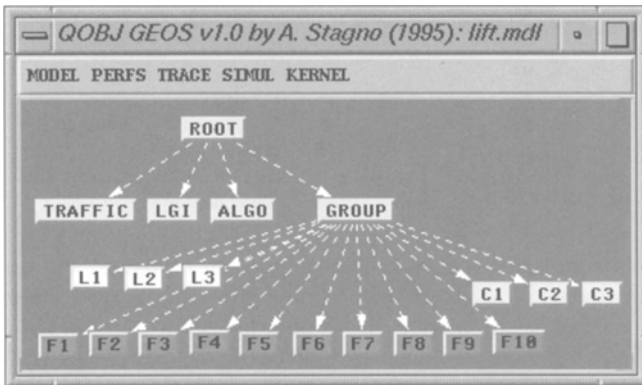 QOBJ GEOS v1.0 by A. Stagno (1995): lift.mdl
MODEL PERFS TRACE SIMUL KERNEL
ROOT
TRAFFIC LGI ALGO GROUP
L1 L2 L3 C1 C2 C3
F1 F2 F3 F4 F5 F6 F7 F8 F9 F10